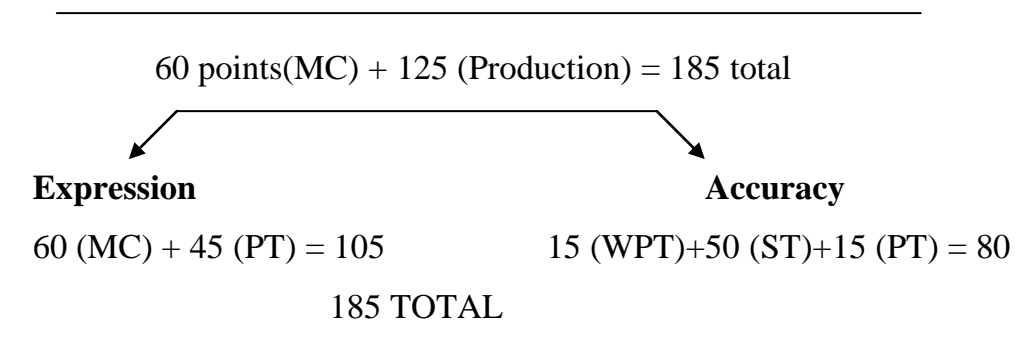 60 points(MC) + 125 (Production) = 185 total
Expression Accuracy
60 (MC) + 45 (PT) = 105 15 (WPT)+50 (ST)+15 (PT) = 80
185 TOTAL